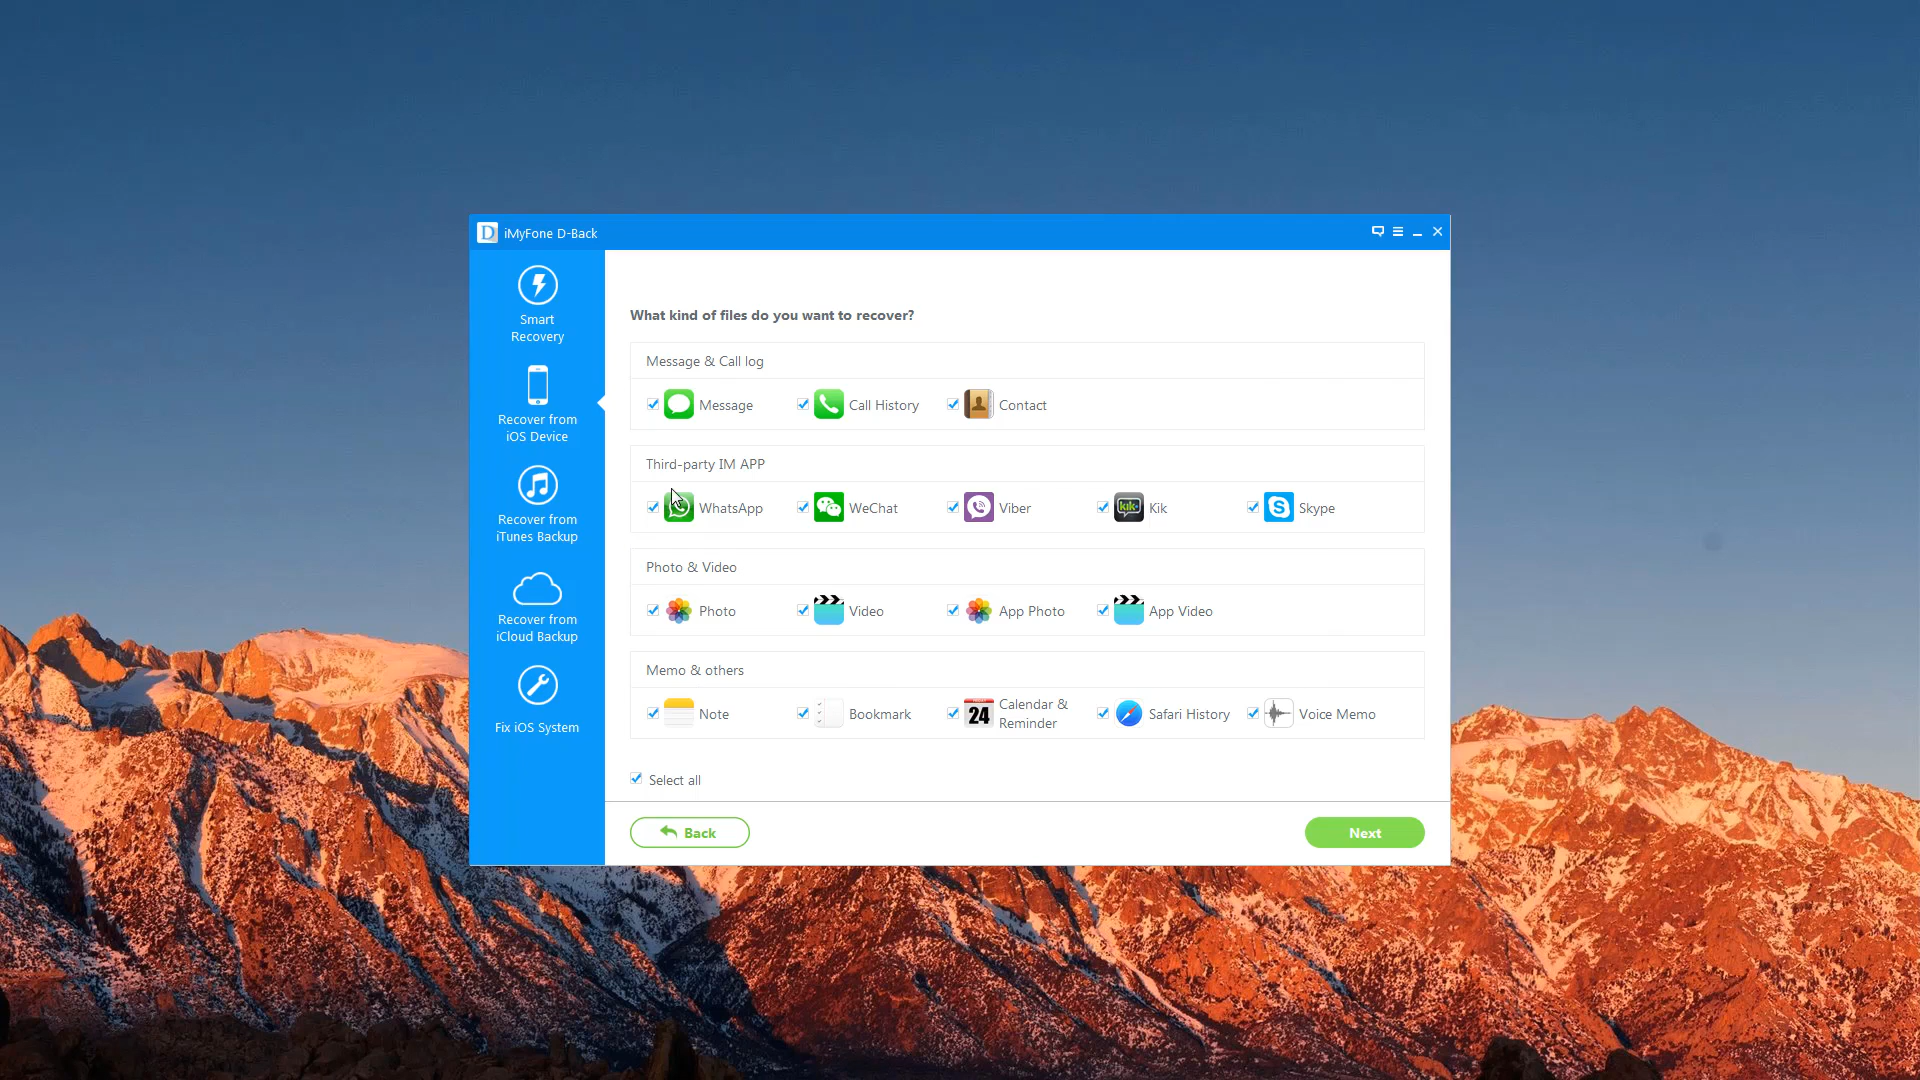 D iMyFone D-Back
Smart
Recovery
Recover from
iOS Device
Recover from
iTunes Backup
Recover from
iCloud Backup
Fix iOS System
What kind of files do you want to recover?
Message & Call log
Message Call History Contact
Third-party IM APP
WhatsApp WeChat Viber kik Kik S Skype
Photo & Video
Photo Video App Photo App Video
Memo & others
Note Bookmark 24 Calendar & Reminder Safari History Voice Memo
Select all
Back Next